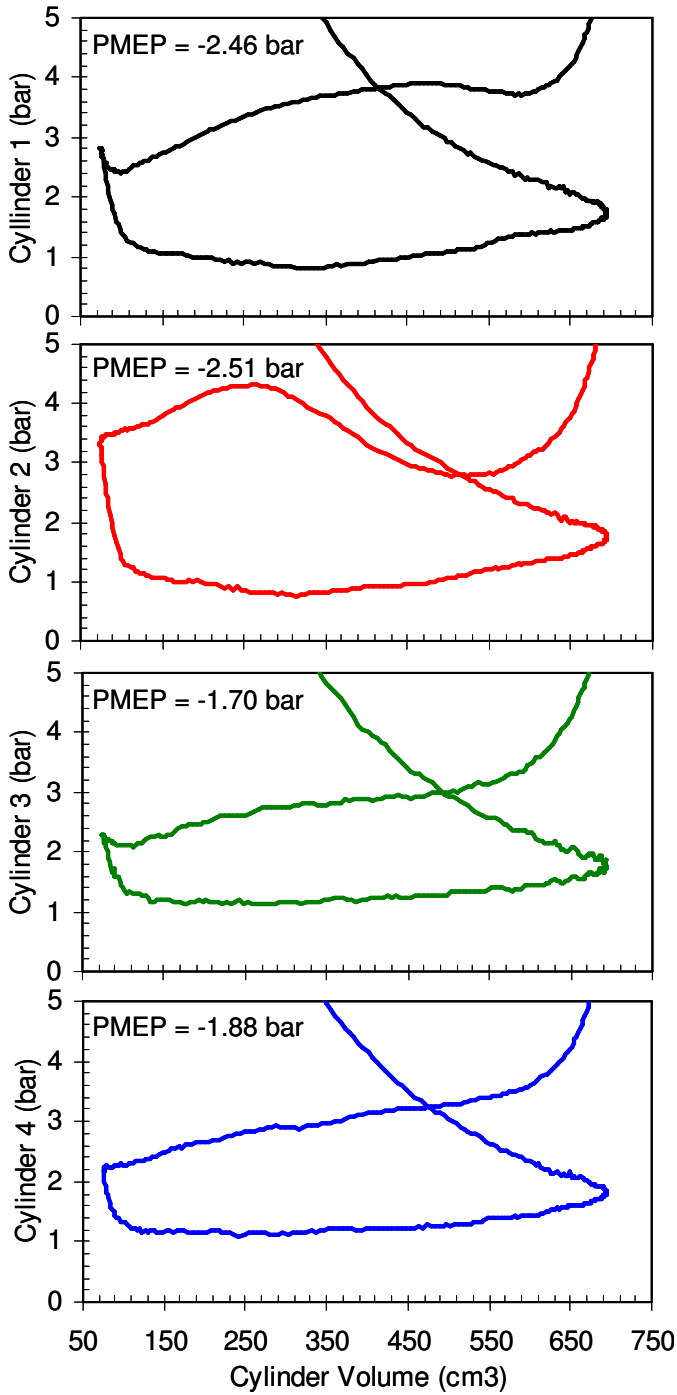 5
PMEP = -2.46 bar
4
3
2
1
0
Cyllinder 1 (bar)
5
PMEP = -2.51 bar
4
3
2
1
0
Cylinder 2 (bar)
5
PMEP = -1.70 bar
4
3
2
1
0
Cylinder 3 (bar)
5
PMEP = -1.88 bar
4
3
2
1
0
Cylinder 4 (bar)
50 150 250 350 450 550 650 750
Cylinder Volume (cm3)